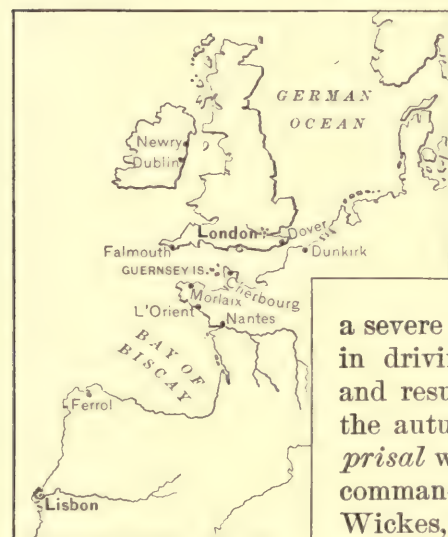 GERMAN
OCEAN
Newry
Dublin
London
Dover
Falmouth
Dunkirk
GUERNSEY IS.
Cherbourg
Morlaix
L'Orient
Nantes
BAY OF
BISCAY
Ferrol
Lisbon
a severe
in drivi
and resu
the autu
prisal w
comman
Wickes,